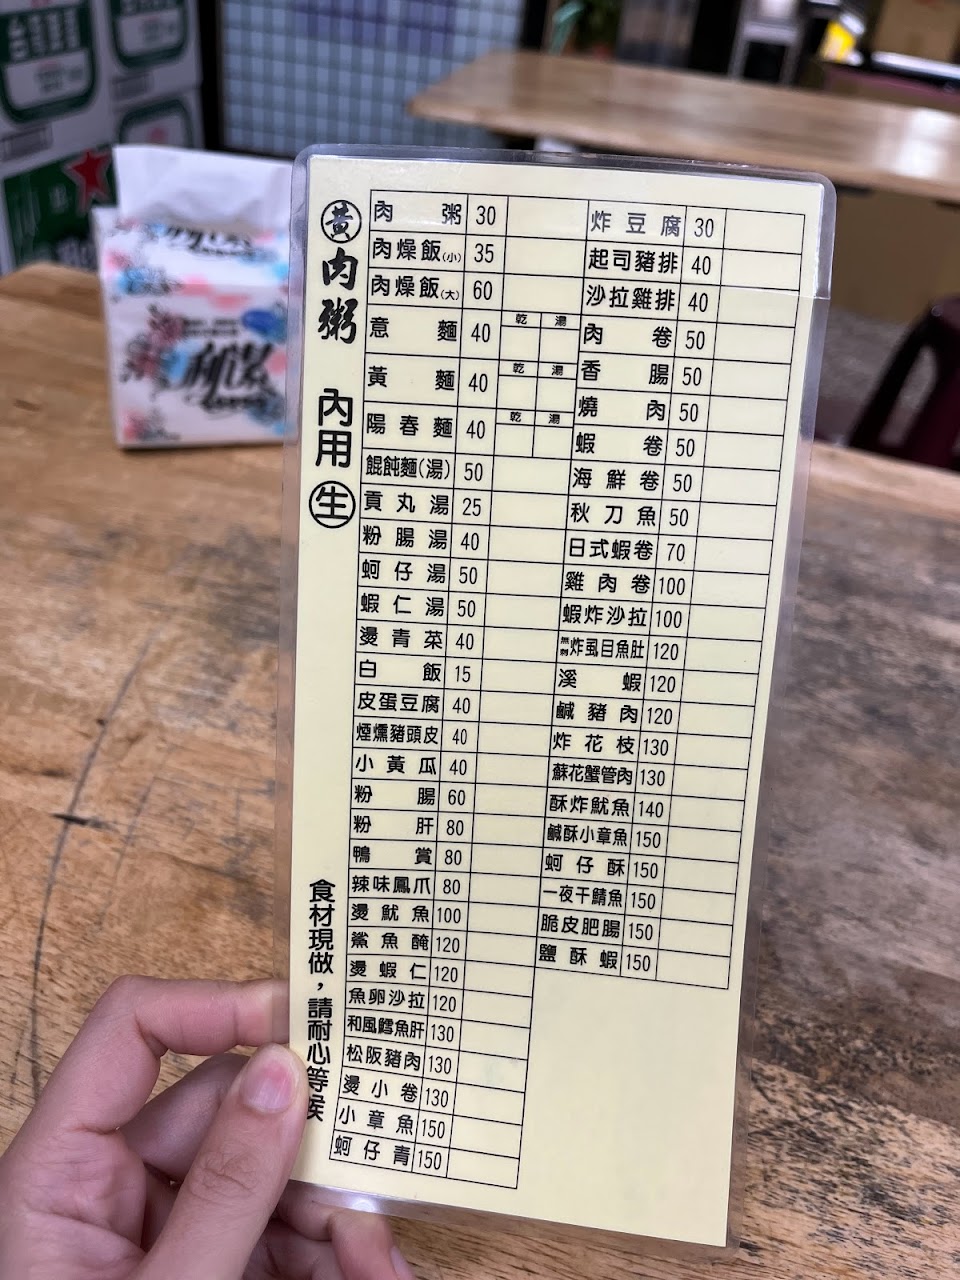 黃肉粥 內用 生
食材現做，請耐心等候
肉粥 30
肉燥飯(小) 35
肉燥飯(大) 60
意麵 40 乾 湯
黃麵 40 乾 湯
陽春麵 40 乾 湯
餛飩麵(湯) 50
貢丸湯 25
粉腸湯 40
蚵仔湯 50
蝦仁湯 50
燙青菜 40
白飯 15
皮蛋豆腐 40
煙燻豬頭皮 40
小黃瓜 40
粉腸 60
粉肝 80
鴨賞 80
辣味鳳爪 80
燙魷魚 100
鯊魚醃 120
燙蝦仁 120
魚卵沙拉 120
和風鱈魚肝 130
松阪豬肉 130
燙小卷 130
小章魚 150
蚵仔青 150
炸豆腐 30
起司豬排 40
沙拉雞排 40
肉卷 50
香腸 50
燒肉 50
蝦卷 50
海鮮卷 50
秋刀魚 50
日式蝦卷 70
雞肉卷 100
蝦炸沙拉 100
無刺炸虱目魚肚 120
溪蝦 120
鹹豬肉 120
炸花枝 130
蘇花蟹管肉 130
酥炸魷魚 140
鹹酥小章魚 150
蚵仔酥 150
一夜干鯖魚 150
脆皮肥腸 150
鹽酥蝦 150